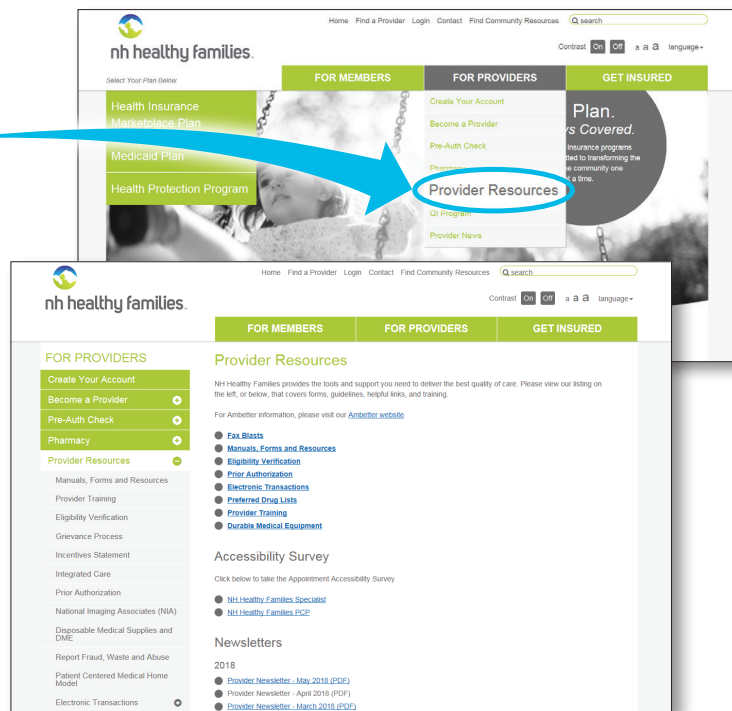 Home Find a Provider Login Contact Find Community Resources search
nh healthy families.
Contrast On Off a a a language
Select Your Plan Below
FOR MEMBERS FOR PROVIDERS GET INSURED
Health Insurance
Marketplace Plan
Medicaid Plan
Health Protection Program
Create Your Account
Become a Provider
Pre-Auth Check
Pharmacy
Provider Resources
QI Program
Provider News
Plan.
Covered.
insurance programs
to transforming the
community one
at a time.
Home Find a Provider Login Contact Find Community Resources search
nh healthy families.
Contrast On Off a a a language
FOR MEMBERS FOR PROVIDERS GET INSURED
FOR PROVIDERS
Create Your Account
Become a Provider
Pre-Auth Check
Pharmacy
Provider Resources
Manuals, Forms and Resources
Provider Training
Eligibility Verification
Grievance Process
Incentives Statement
Integrated Care
Prior Authorization
National Imaging Associates (NIA)
Disposable Medical Supplies and
DME
Report Fraud, Waste and Abuse
Patient Centered Medical Home
Model
Electronic Transactions
Provider Resources
NH Healthy Families provides the tools and support you need to deliver the best quality of care. Please view our listing on
the left, or below, that covers forms, guidelines, helpful links, and training.
For Ambetter information, please visit our Ambetter website
Fax Blasts
Manuals, Forms and Resources
Eligibility Verification
Prior Authorization
Electronic Transactions
Preferred Drug Lists
Provider Training
Durable Medical Equipment
Accessibility Survey
Click below to take the Appointment Accessibility Survey
NH Healthy Families Specialist
NH Healthy Families PCP
Newsletters
2018
Provider Newsletter - May 2018 (PDF)
Provider Newsletter - April 2018 (PDF)
Provider Newsletter - March 2018 (PDF)